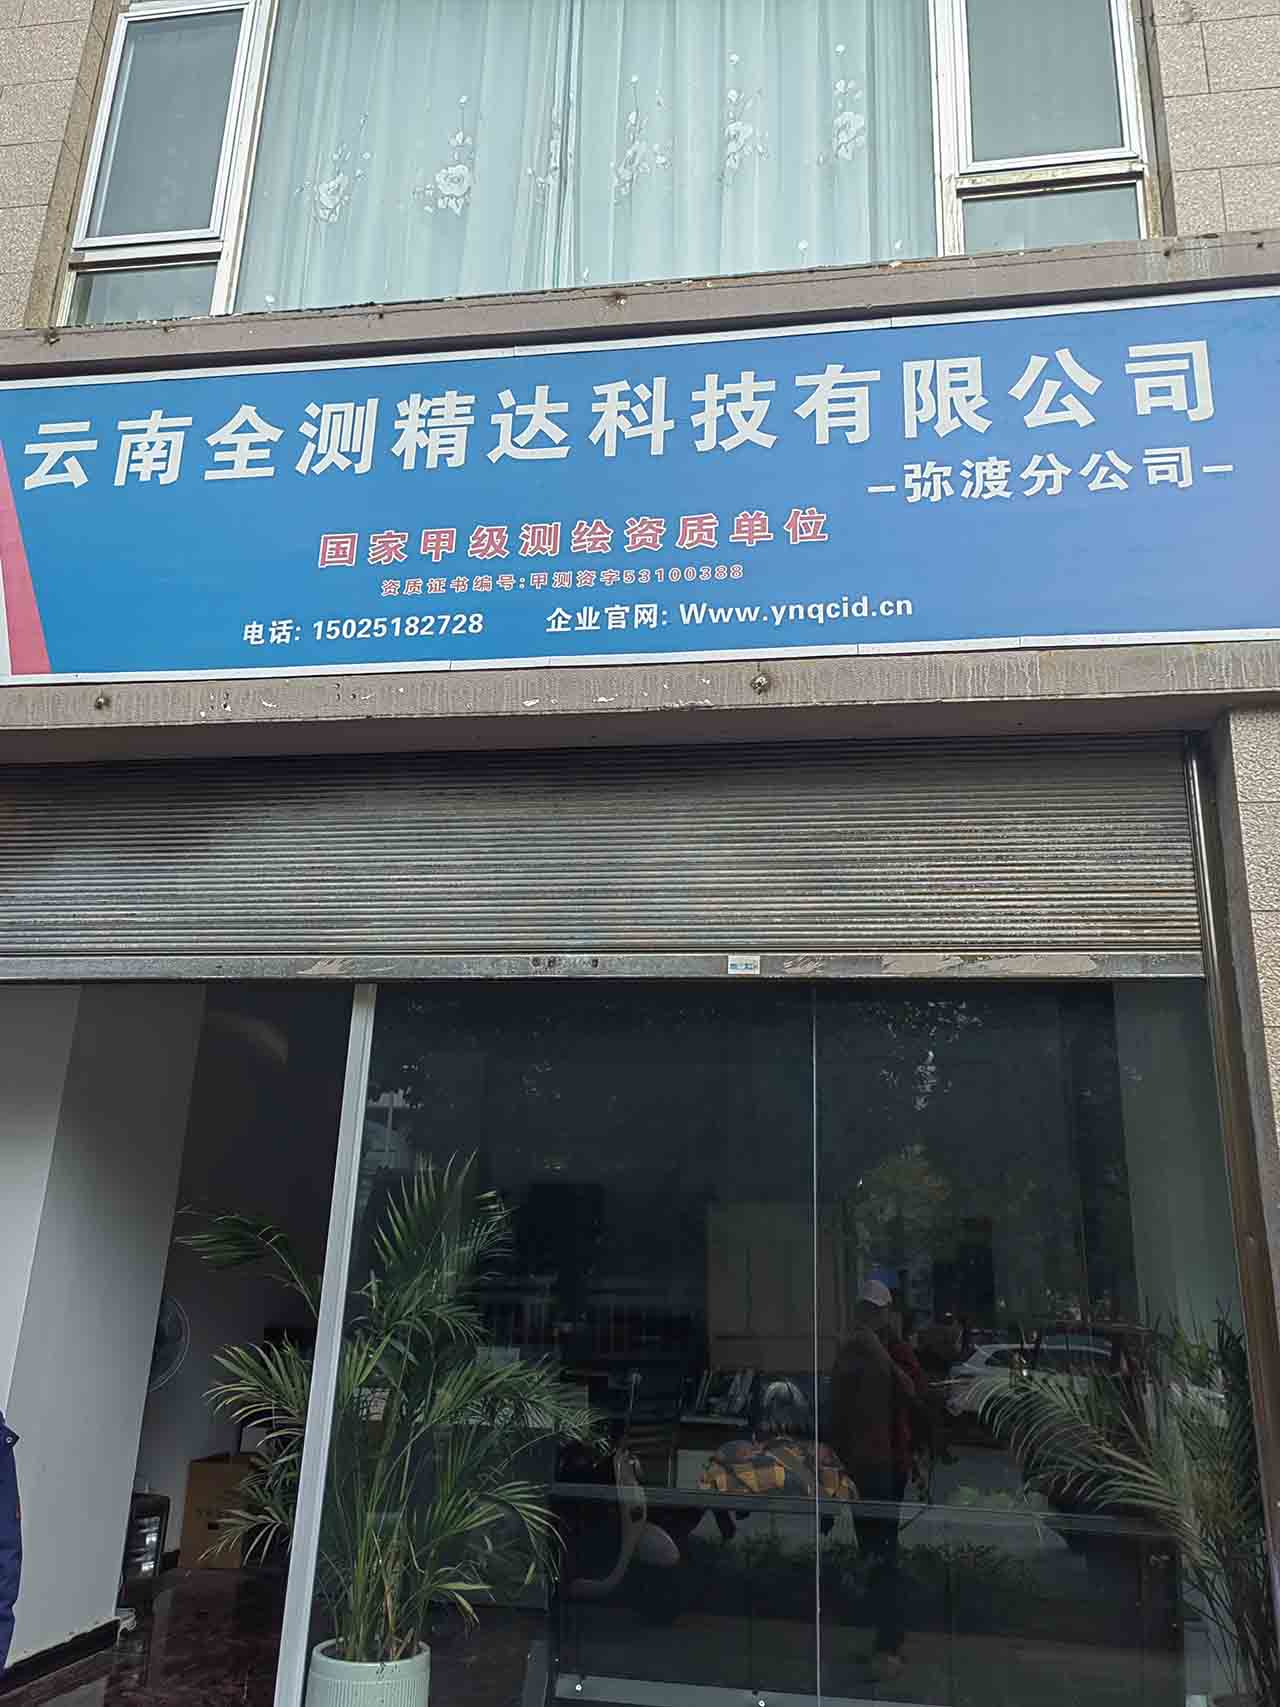 云南全测精达科技有限公司
-弥渡分公司-
国家甲级测绘资质单位
资质证书编号:甲测资字53100388
电话: 15025182728 企业官网: Www.ynqcid.cn